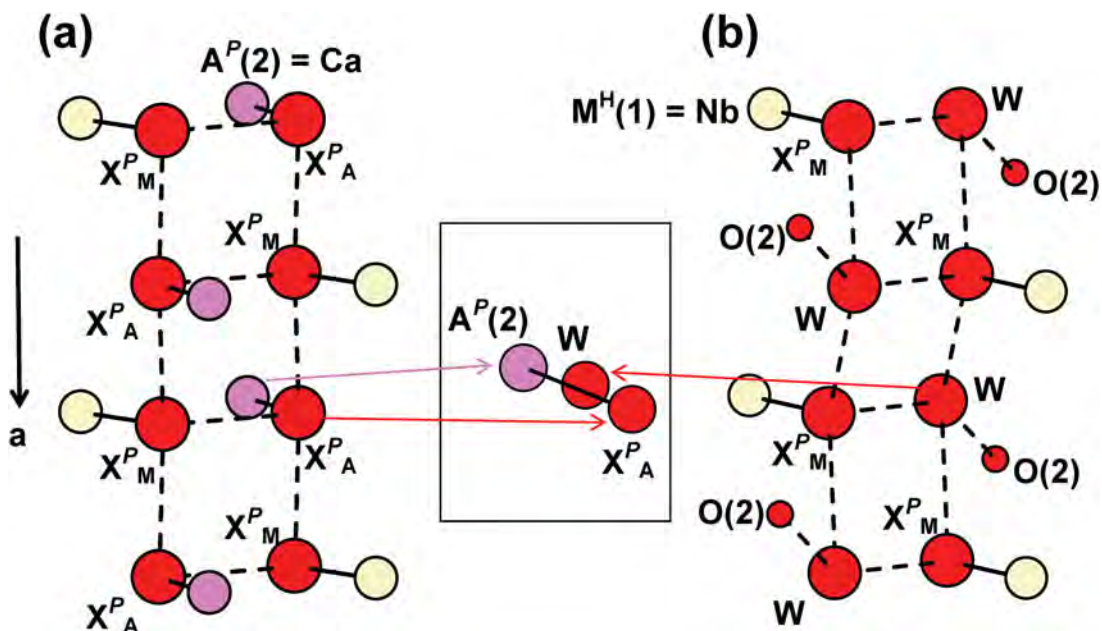 (a)
A^P(2) = Ca
X^P_M
X^P_A
X^P_M
X^P_A
a
X^P_M
X^P_A
X^P_M
X^P_A
A^P(2)
W
X^P_A
(b)
M^H(1) = Nb
W
X^P_M
O(2)
O(2)
X^P_M
W
W
X^P_M
O(2)
O(2)
X^P_M
W